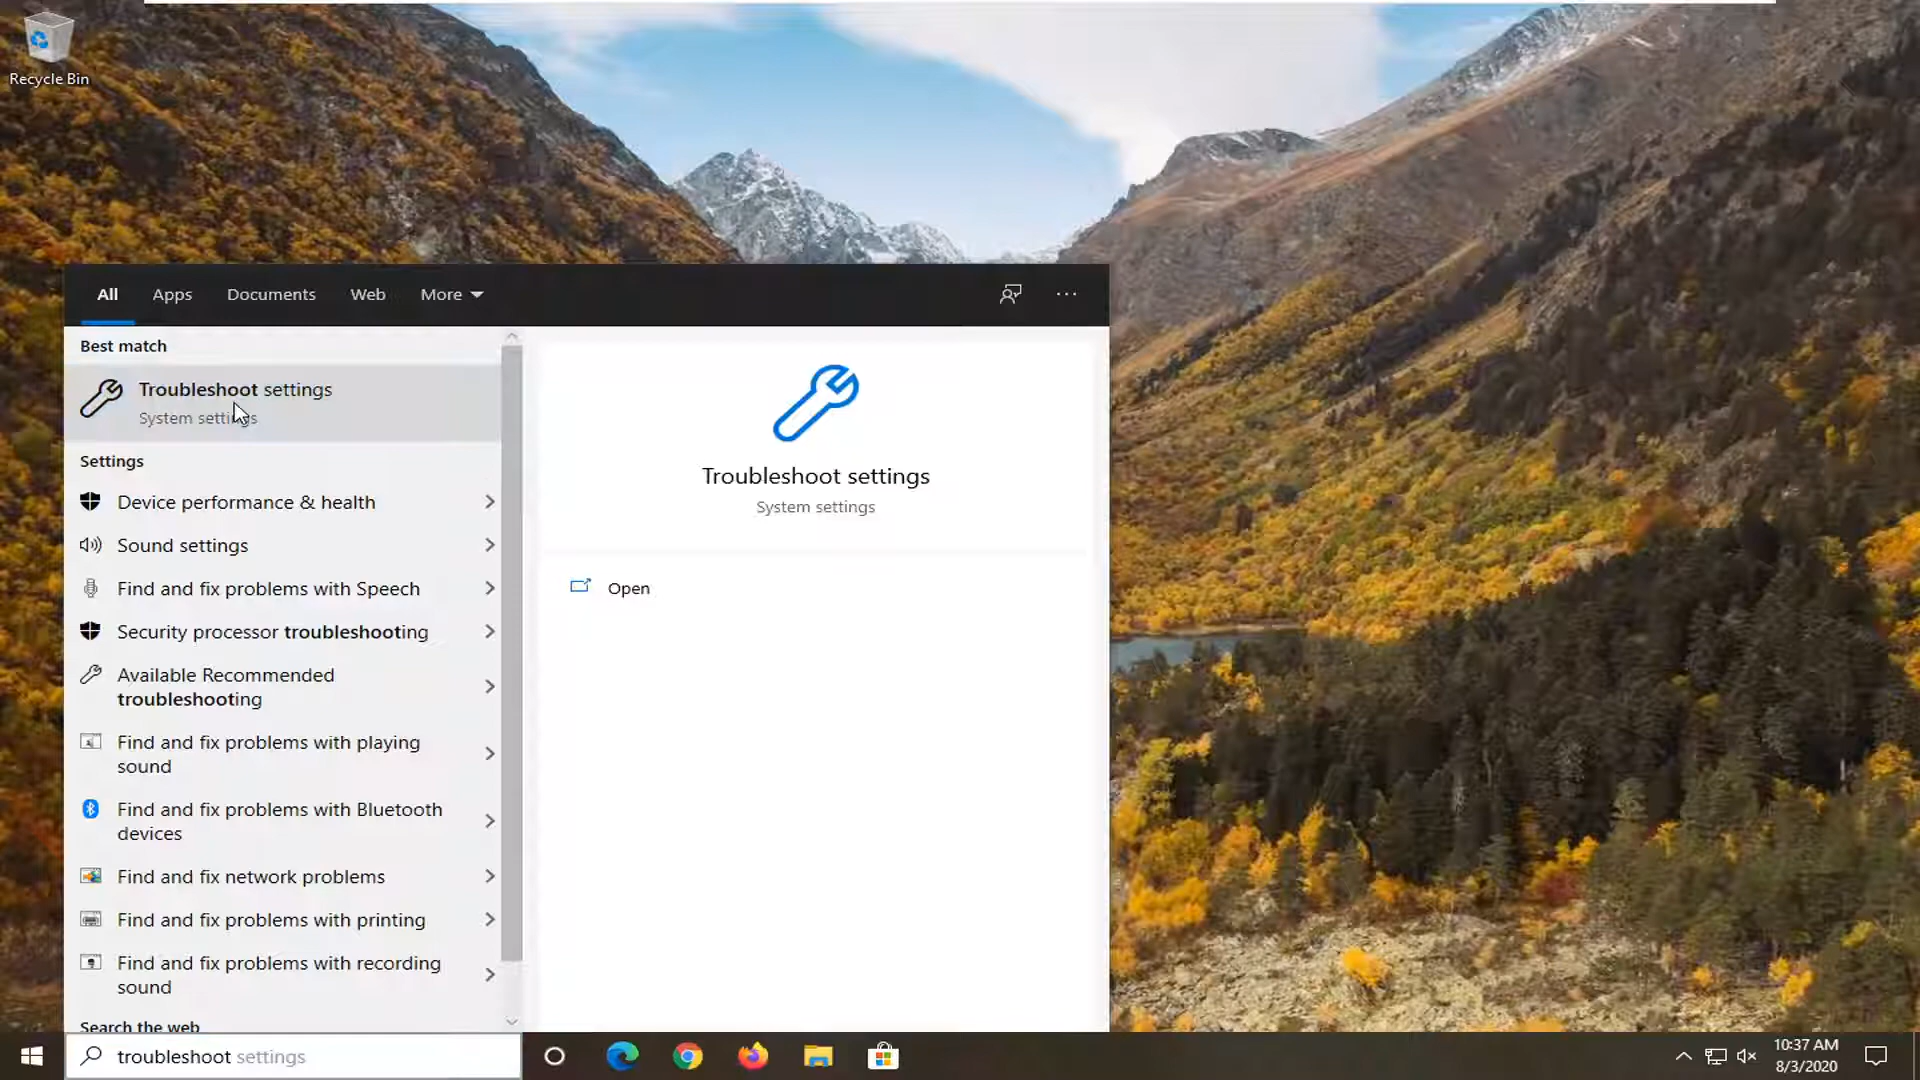 Recycle Bin
All Apps Documents Web More
Best match
Troubleshoot settings
System settings
Settings
Device performance & health
Sound settings
Find and fix problems with Speech
Security processor troubleshooting
Available Recommended
troubleshooting
Find and fix problems with playing
sound
Find and fix problems with Bluetooth
devices
Find and fix network problems
Find and fix problems with printing
Find and fix problems with recording
sound
Search the web
Troubleshoot settings
System settings
Open
troubleshoot settings
10:37 AM
8/3/2020